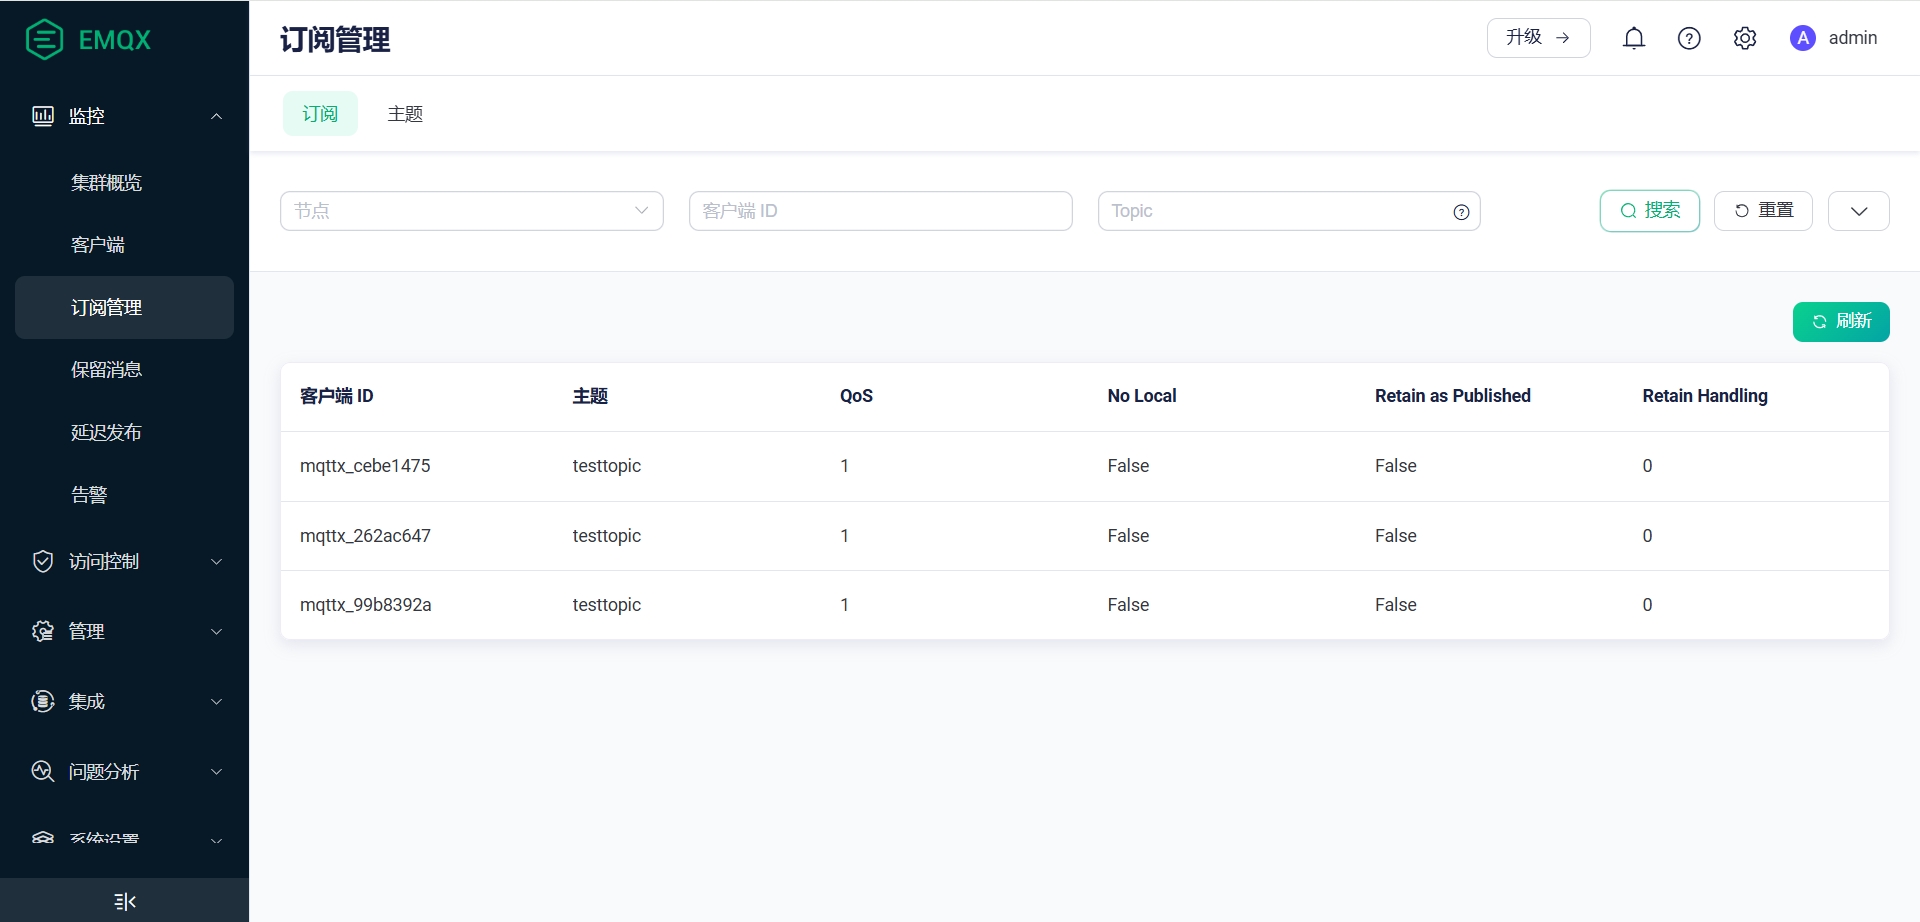 EMQX
监控
集群概览
客户端
订阅管理
保留消息
延迟发布
告警
访问控制
管理
集成
问题分析
系统设置
订阅管理
升级 →
A admin
订阅 主题
节点 客户端 ID Topic 搜索 重置
刷新
客户端 ID 主题 QoS No Local Retain as Published Retain Handling
mqttx_cebe1475 testtopic 1 False False 0
mqttx_262ac647 testtopic 1 False False 0
mqttx_99b8392a testtopic 1 False False 0